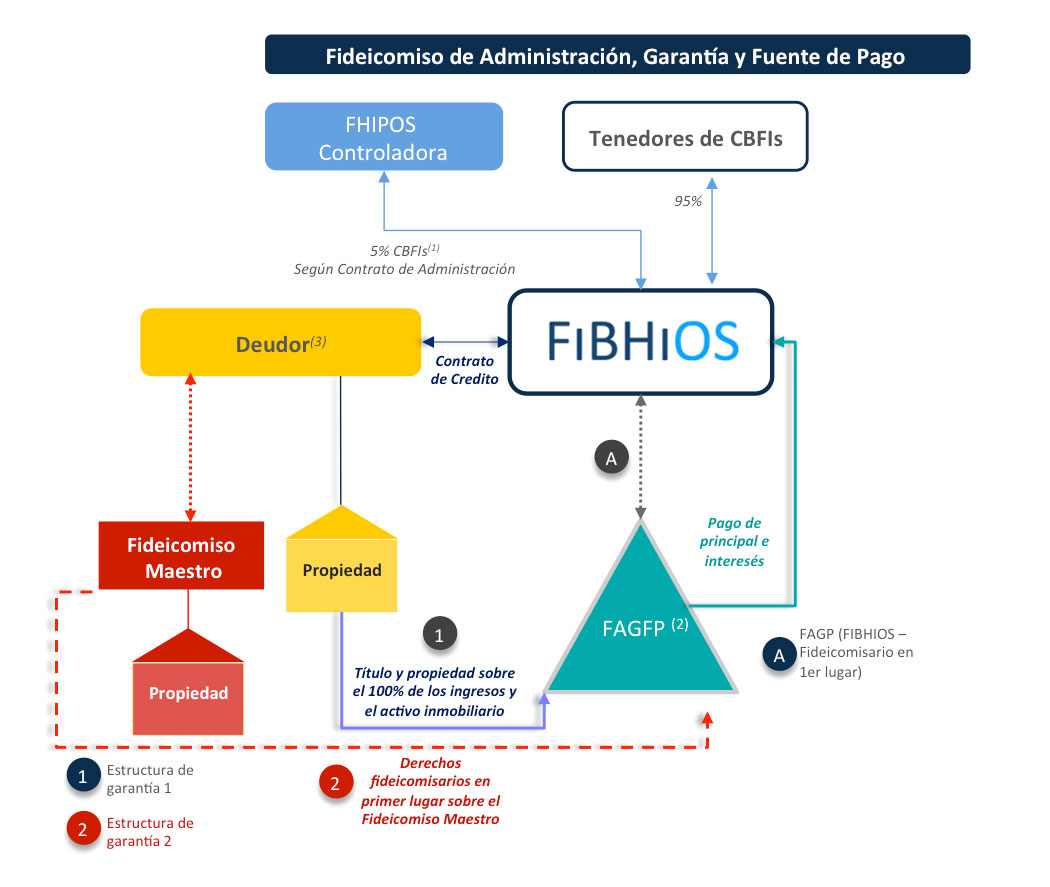 Fideicomiso de Administración, Garantía y Fuente de Pago
FHIPOS
Controladora
Tenedores de CBFIs
95%
5% CBFIs(1)
Según Contrato de Administración
Deudor(3)
FiBHiOS
Contrato
de Credito
A
Pago de
principal e
interesés
Fideicomiso
Maestro
Propiedad
FAGFP (2)
1
A
FAGP (FIBHIOS –
Fideicomisario en
1er lugar)
Título y propiedad sobre
el 100% de los ingresos y
el activo inmobiliario
Propiedad
1
Estructura de
garantía 1
2
Derechos
fideicomisarios en
primer lugar sobre el
Fideicomiso Maestro
2
Estructura de
garantía 2